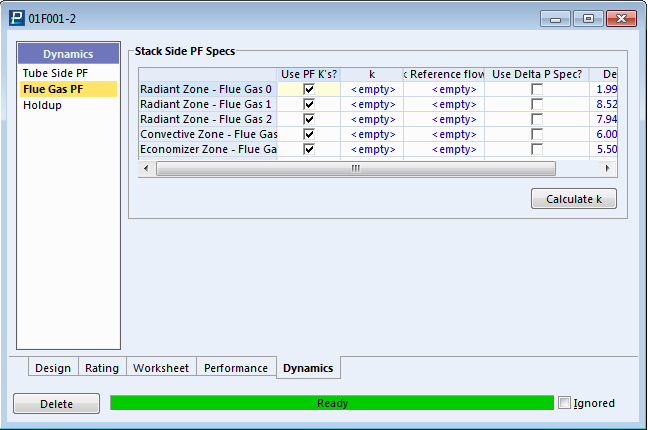 01F001-2
Dynamics
Tube Side PF
Flue Gas PF
Holdup
Stack Side PF Specs
Use PF K's? k k Reference flow Use Delta P Spec? De
Radiant Zone - Flue Gas 0 <empty> <empty> 1.99
Radiant Zone - Flue Gas 1 <empty> <empty> 8.52
Radiant Zone - Flue Gas 2 <empty> <empty> 7.94
Convective Zone - Flue Gas <empty> <empty> 6.00
Economizer Zone - Flue Ga <empty> <empty> 5.50
Calculate k
Design Rating Worksheet Performance Dynamics
Delete Ready Ignored